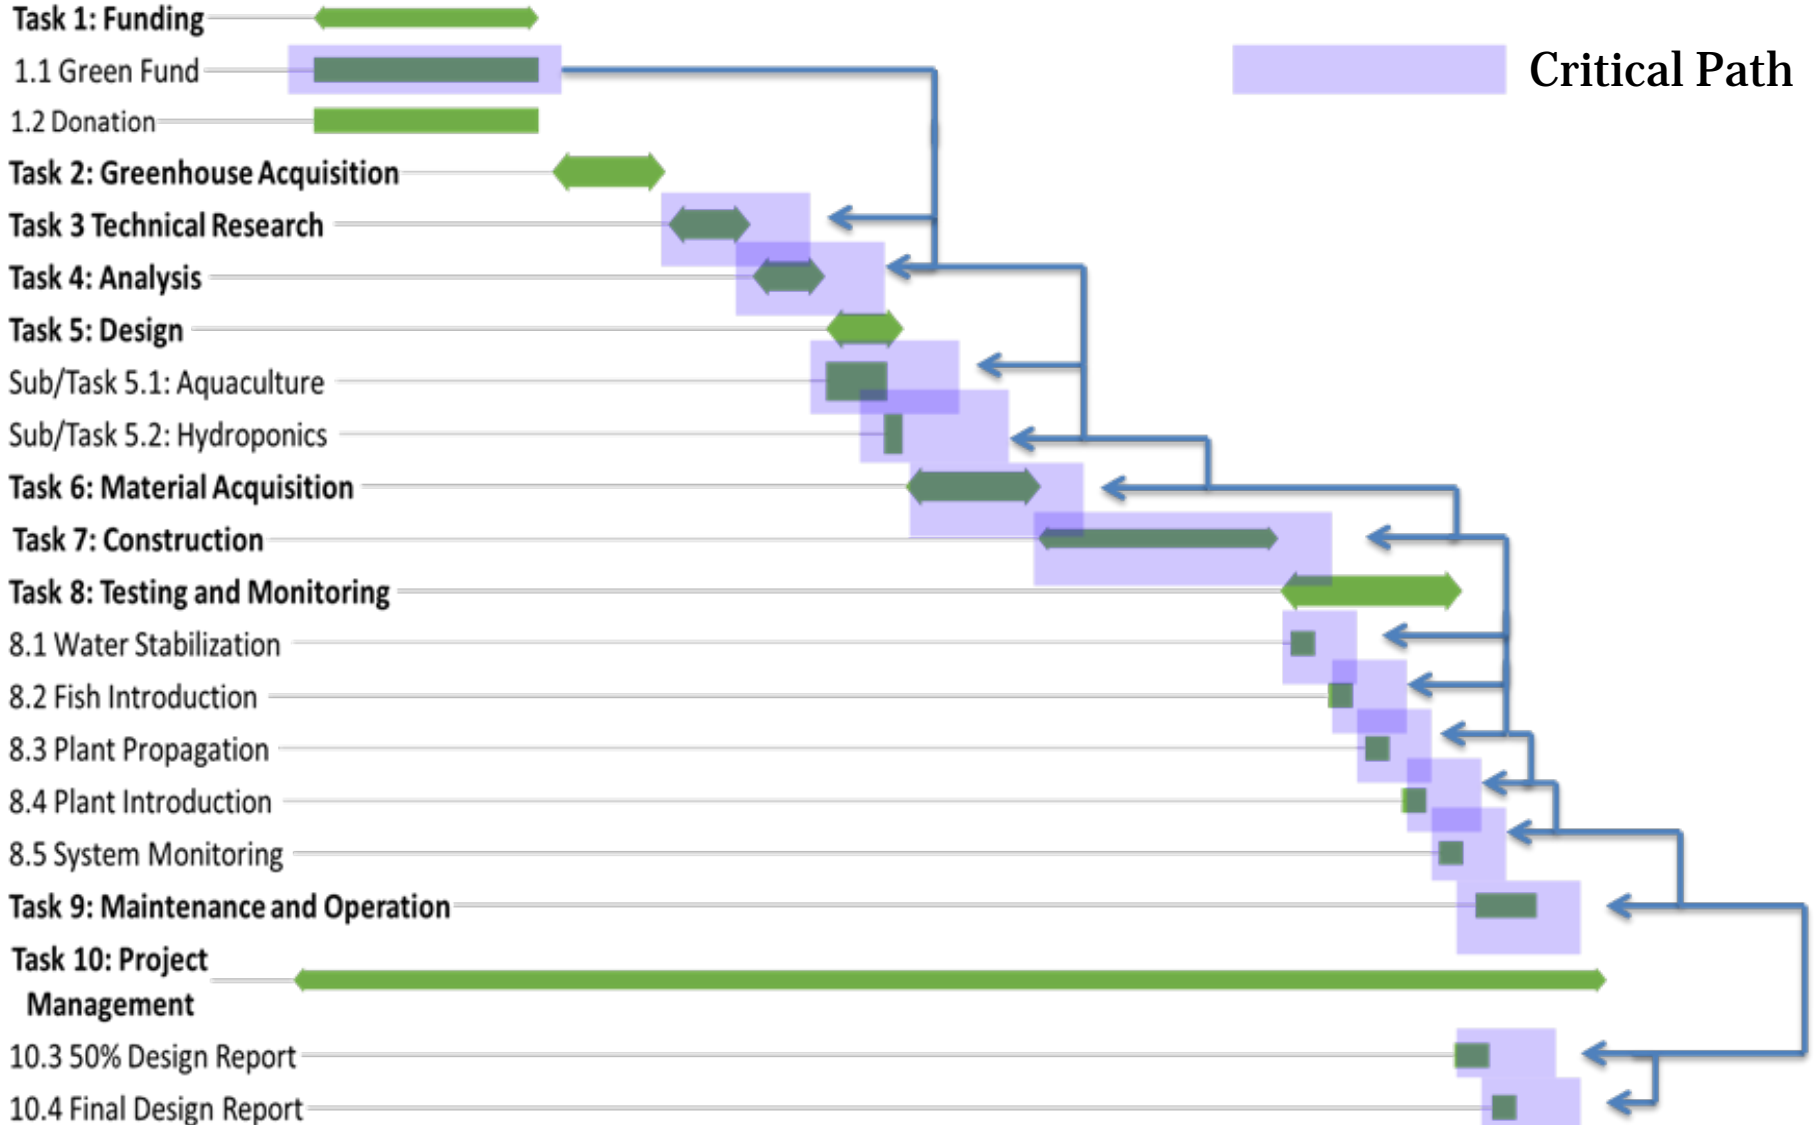 Task 1: Funding
1.1 Green Fund
Critical Path
1.2 Donation
Task 2: Greenhouse Acquisition
Task 3 Technical Research
Task 4: Analysis
Task 5: Design
Sub/Task 5.1: Aquaculture
Sub/Task 5.2: Hydroponics
Task 6: Material Acquisition
Task 7: Construction
Task 8: Testing and Monitoring
8.1 Water Stabilization
8.2 Fish Introduction
8.3 Plant Propagation
8.4 Plant Introduction
8.5 System Monitoring
Task 9: Maintenance and Operation
Task 10: Project
Management
10.3 50% Design Report
10.4 Final Design Report